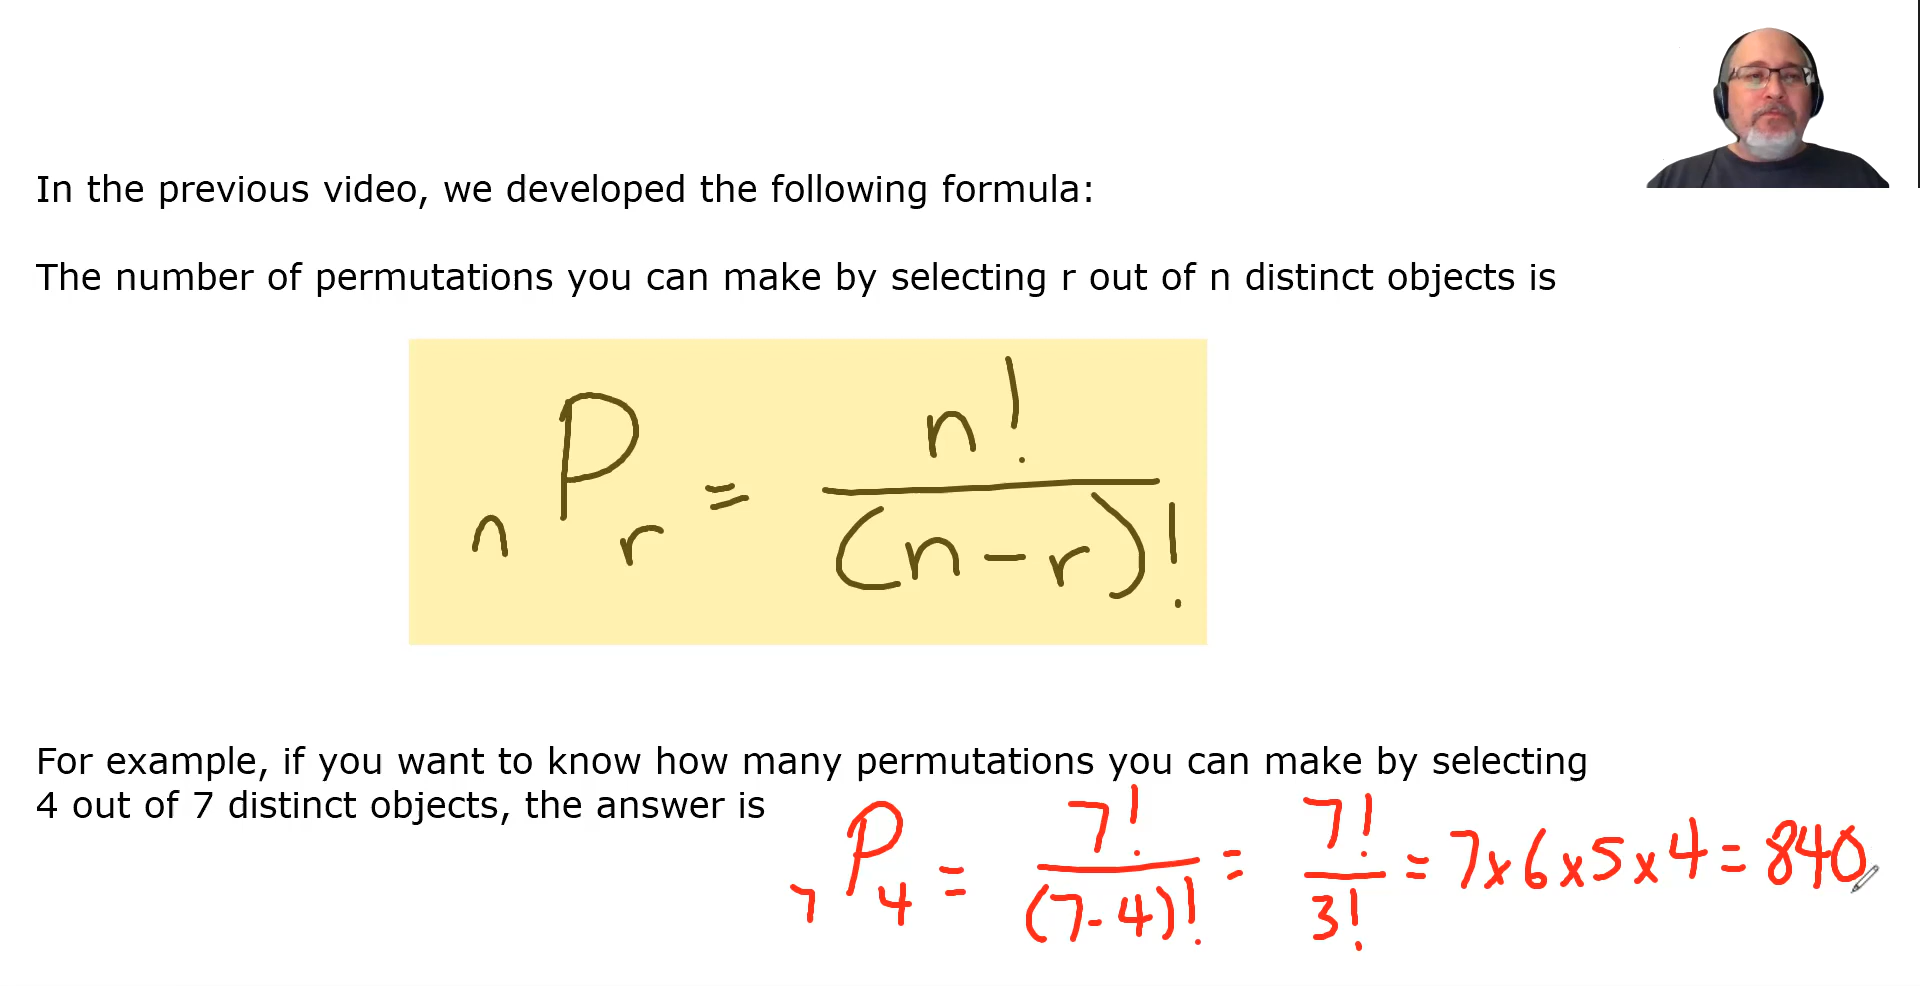 In the previous video, we developed the following formula:
The number of permutations you can make by selecting r out of n distinct objects is
nPr = n!/(n-r)!
For example, if you want to know how many permutations you can make by selecting
4 out of 7 distinct objects, the answer is
7P4 = 7!/(7-4)! = 7!/3! = 7x6x5x4 = 840